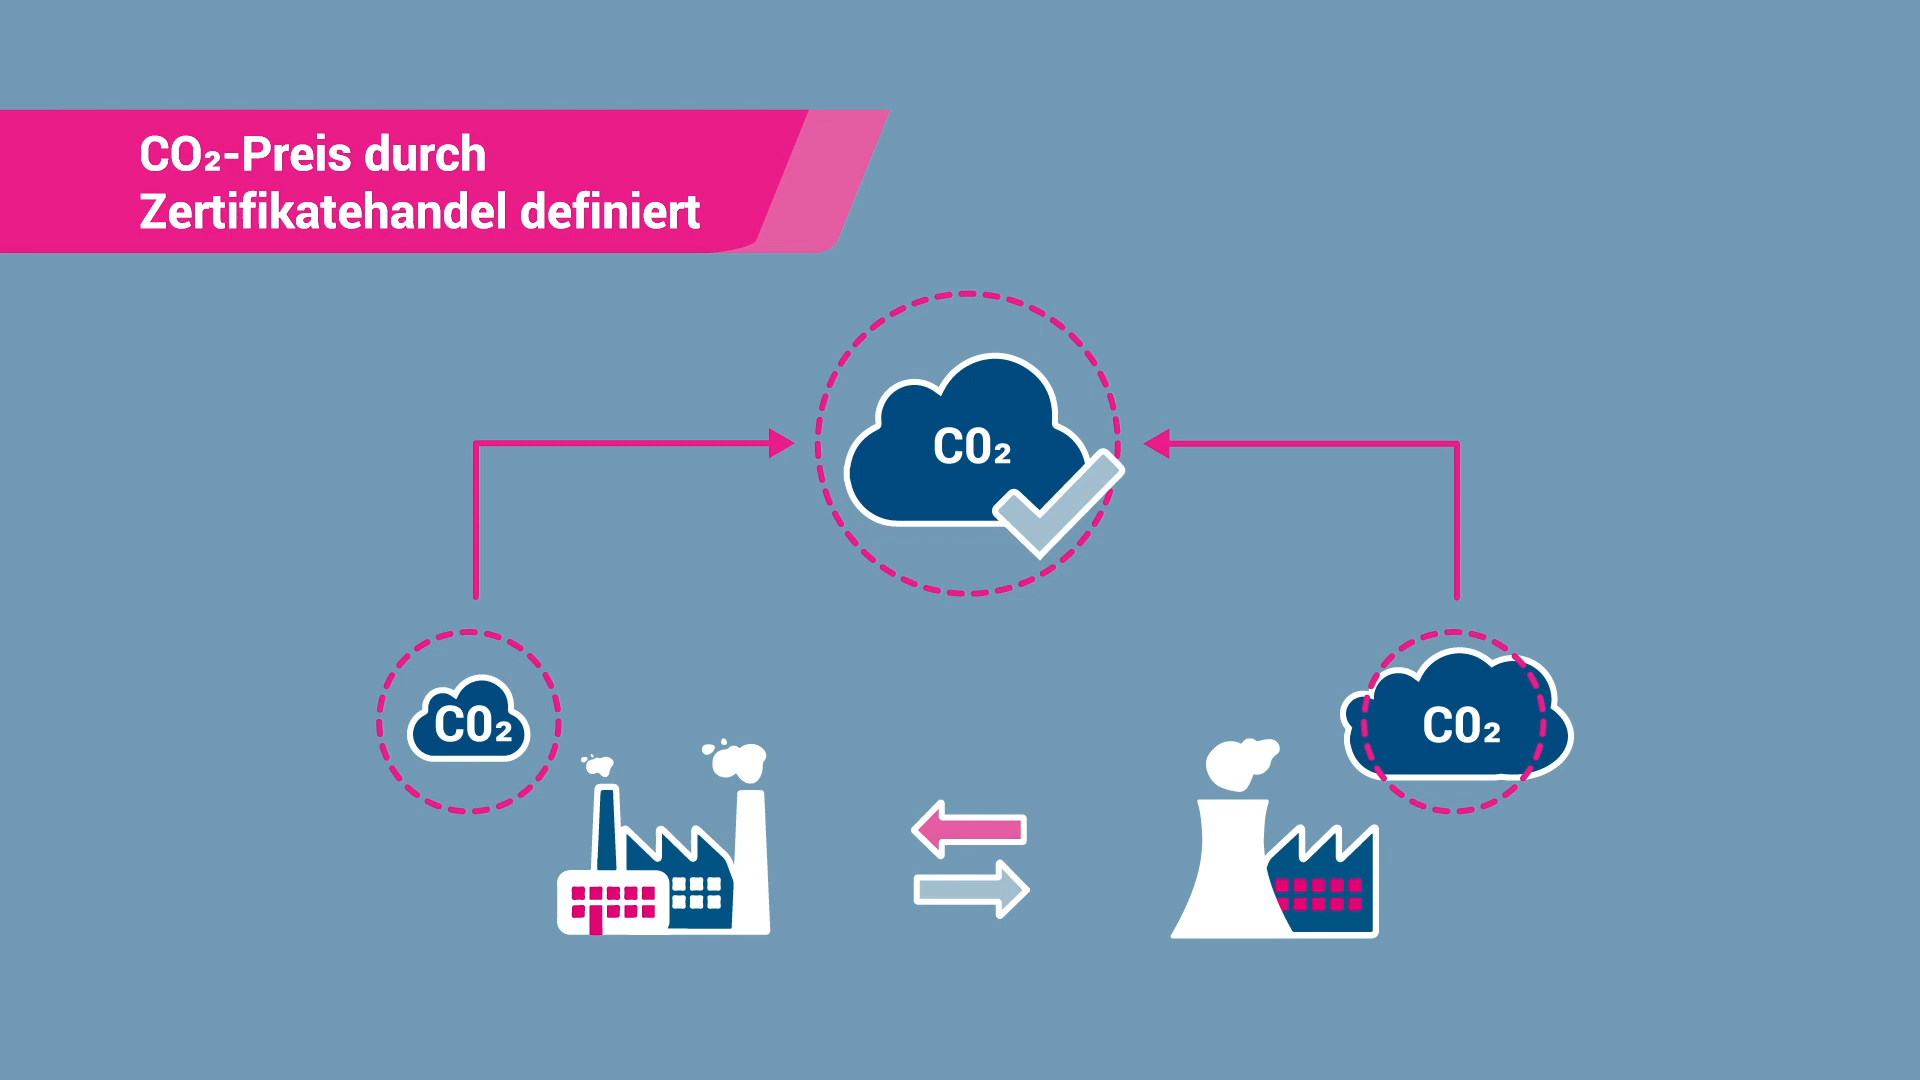 CO₂-Preis durch
Zertifikatehandel definiert
CO₂
CO₂
CO₂